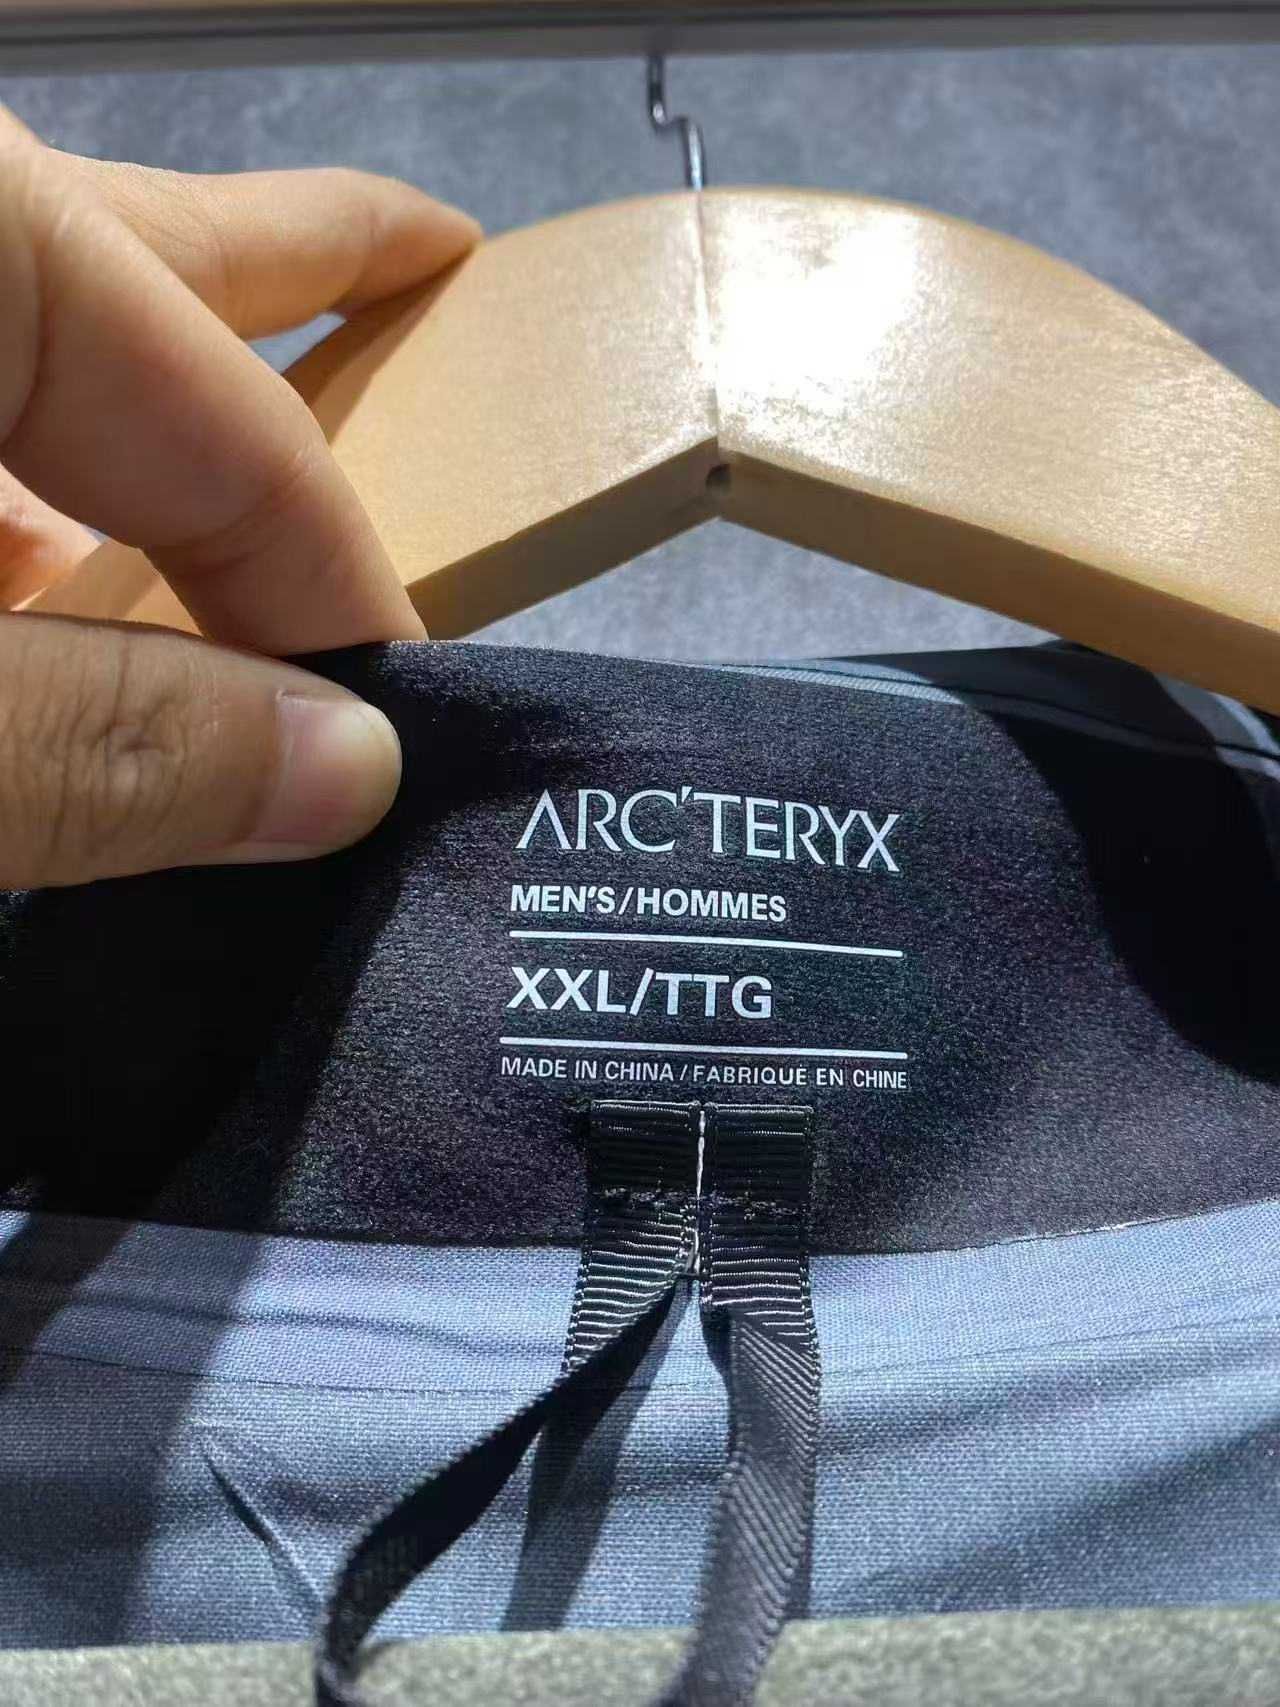 ARC'TERYX
MEN'S/HOMMES
XXL/TTG
MADE IN CHINA / FABRIQUÉ EN CHINE